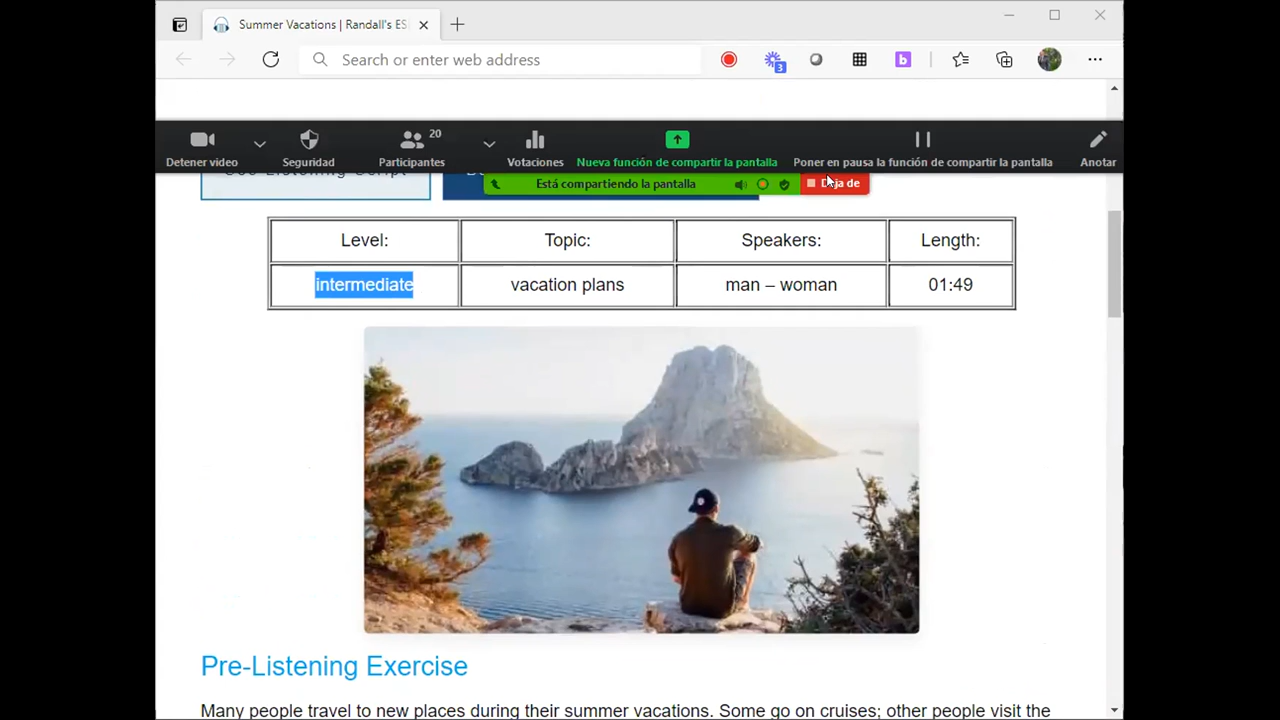 Summer Vacations | Randall's ES
Search or enter web address
3
b
20
Detener video
Seguridad
Participantes
Votaciones
Nueva función de compartir la pantalla
Poner en pausa la función de compartir la pantalla
Anotar
Está compartiendo la pantalla
Deja de
Level:
Topic:
Speakers:
Length:
intermediate
vacation plans
man – woman
01:49
Pre-Listening Exercise
Many people travel to new places during their summer vacations. Some go on cruises; other people visit the